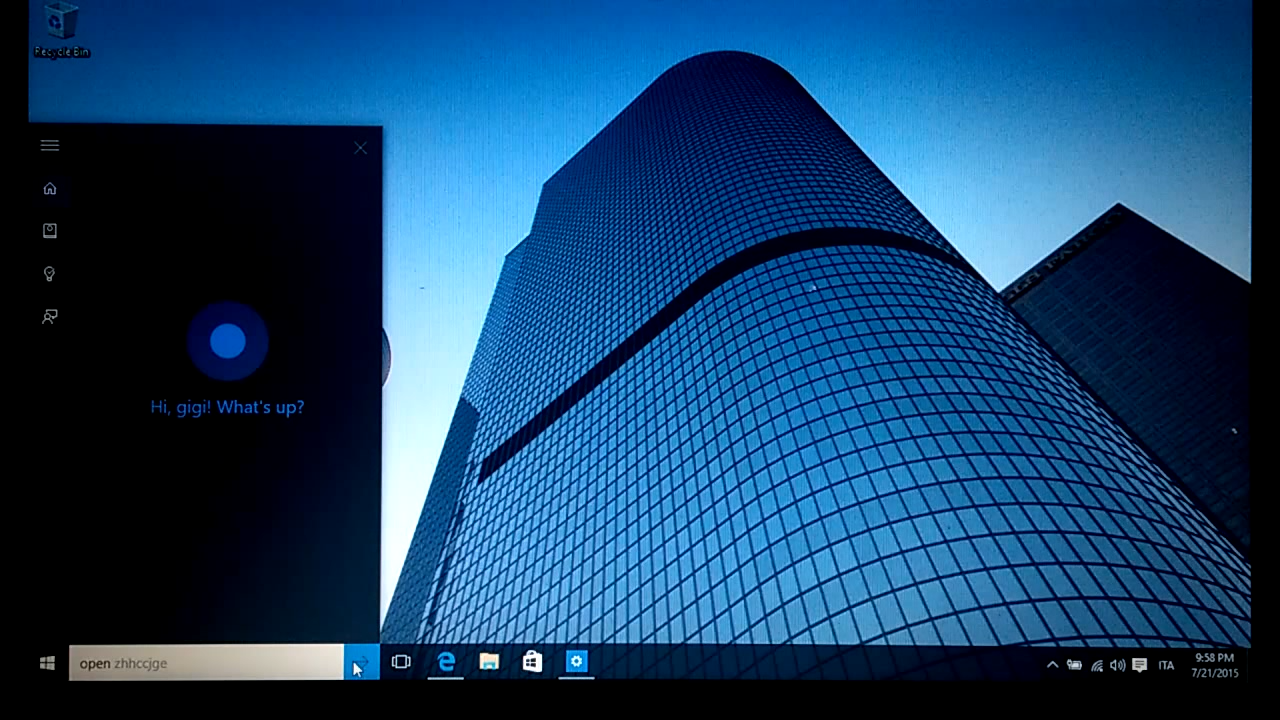 Recycle Bin
Hi, gigi! What's up?
open zhhccjge
ITA
9:58 PM
7/21/2015